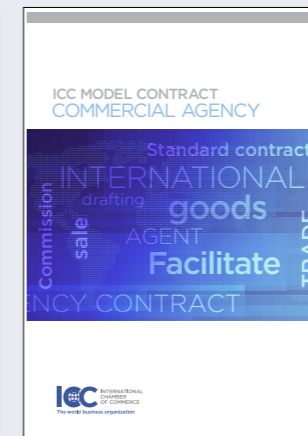 ICC MODEL CONTRACT
COMMERCIAL AGENCY
Standard contract
INTERNATIONAL
Commission
drafting
sale
goods
AGENT
TRADE
Facilitate
ENCY CONTRACT
ICC
INTERNATIONAL
CHAMBER
OF COMMERCE
The world business organization